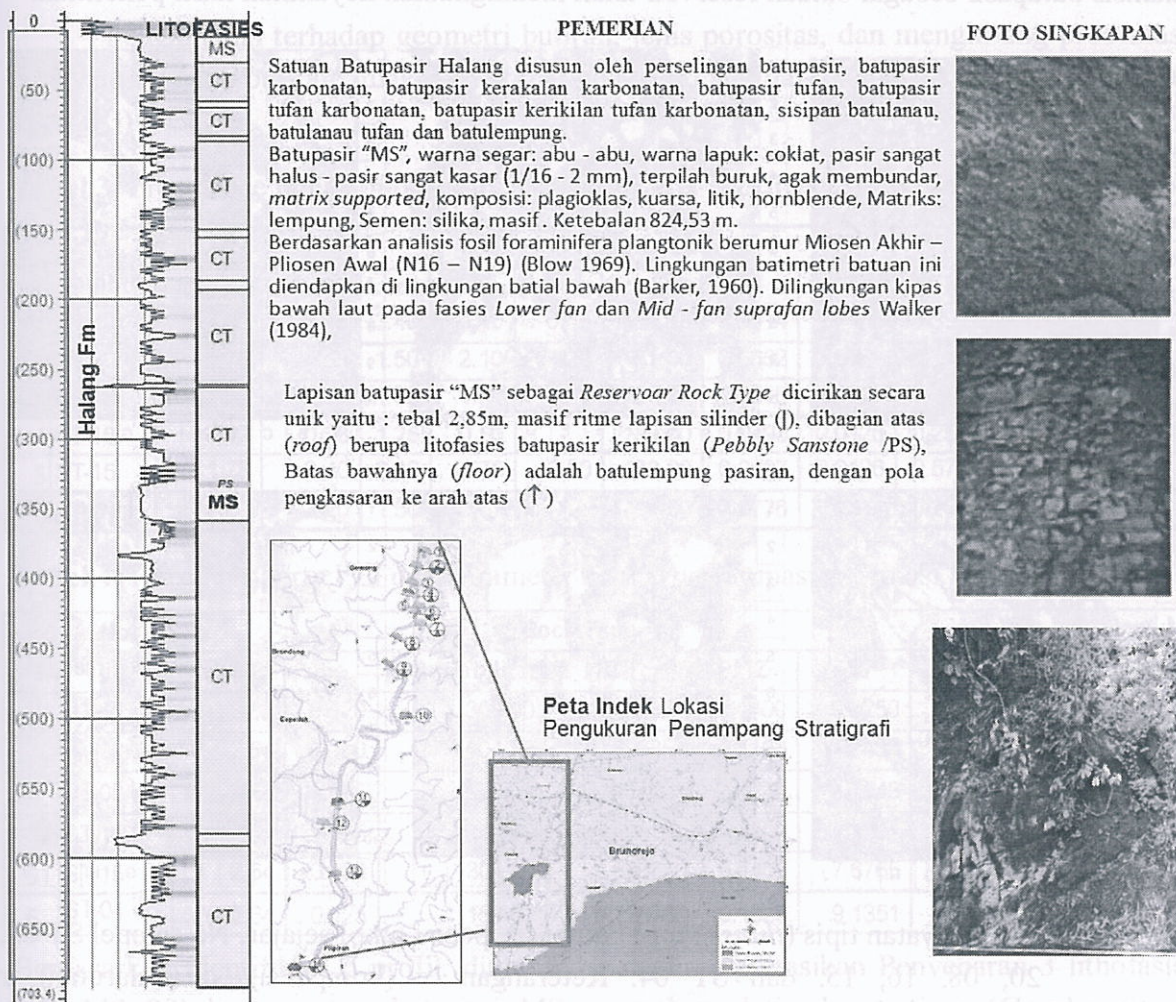 LITOFASIES
PEMERIAN
FOTO SINGKAPAN
Satuan Batupasir Halang disusun oleh perselingan batupasir, batupasir
karbonatan, batupasir kerakalan karbonatan, batupasir tufan, batupasir
tufan karbonatan, batupasir kerikilan tufan karbonatan, sisipan batulanau,
batulanau tufan dan batulempung.
Batupasir "MS", warna segar: abu - abu, warna lapuk: coklat, pasir sangat
halus - pasir sangat kasar (1/16 - 2 mm), terpilah buruk, agak membundar,
matrix supported, komposisi: plagioklas, kuarsa, litik, hornblende, Matriks:
lempung, Semen: silika, masif . Ketebalan 824,53 m.
Berdasarkan analisis fosil foraminifera plangtonik berumur Miosen Akhir –
Pliosen Awal (N16 – N19) (Blow 1969). Lingkungan batimetri batuan ini
diendapkan di lingkungan batial bawah (Barker, 1960). Dilingkungan kipas
bawah laut pada fasies Lower fan dan Mid - fan suprafan lobes Walker
(1984),
Lapisan batupasir "MS" sebagai Reservoar Rock Type dicirikan secara
unik yaitu : tebal 2,85m, masif ritme lapisan silinder (|), dibagian atas
(roof) berupa litofasies batupasir kerikilan (Pebbly Sanstone /PS),
Batas bawahnya (floor) adalah batulempung pasiran, dengan pola
pengkasaran ke arah atas (↑)
Peta Indek Lokasi
Pengukuran Penampang Stratigrafi
Halang.Fm
0
(50)
(100)
(150)
(200)
(250)
(300)
(350)
(400)
(450)
(500)
(550)
(600)
(650)
(703.4)
MS
CT
CT
CT
CT
CT
CT
PS
MS
CT
CT